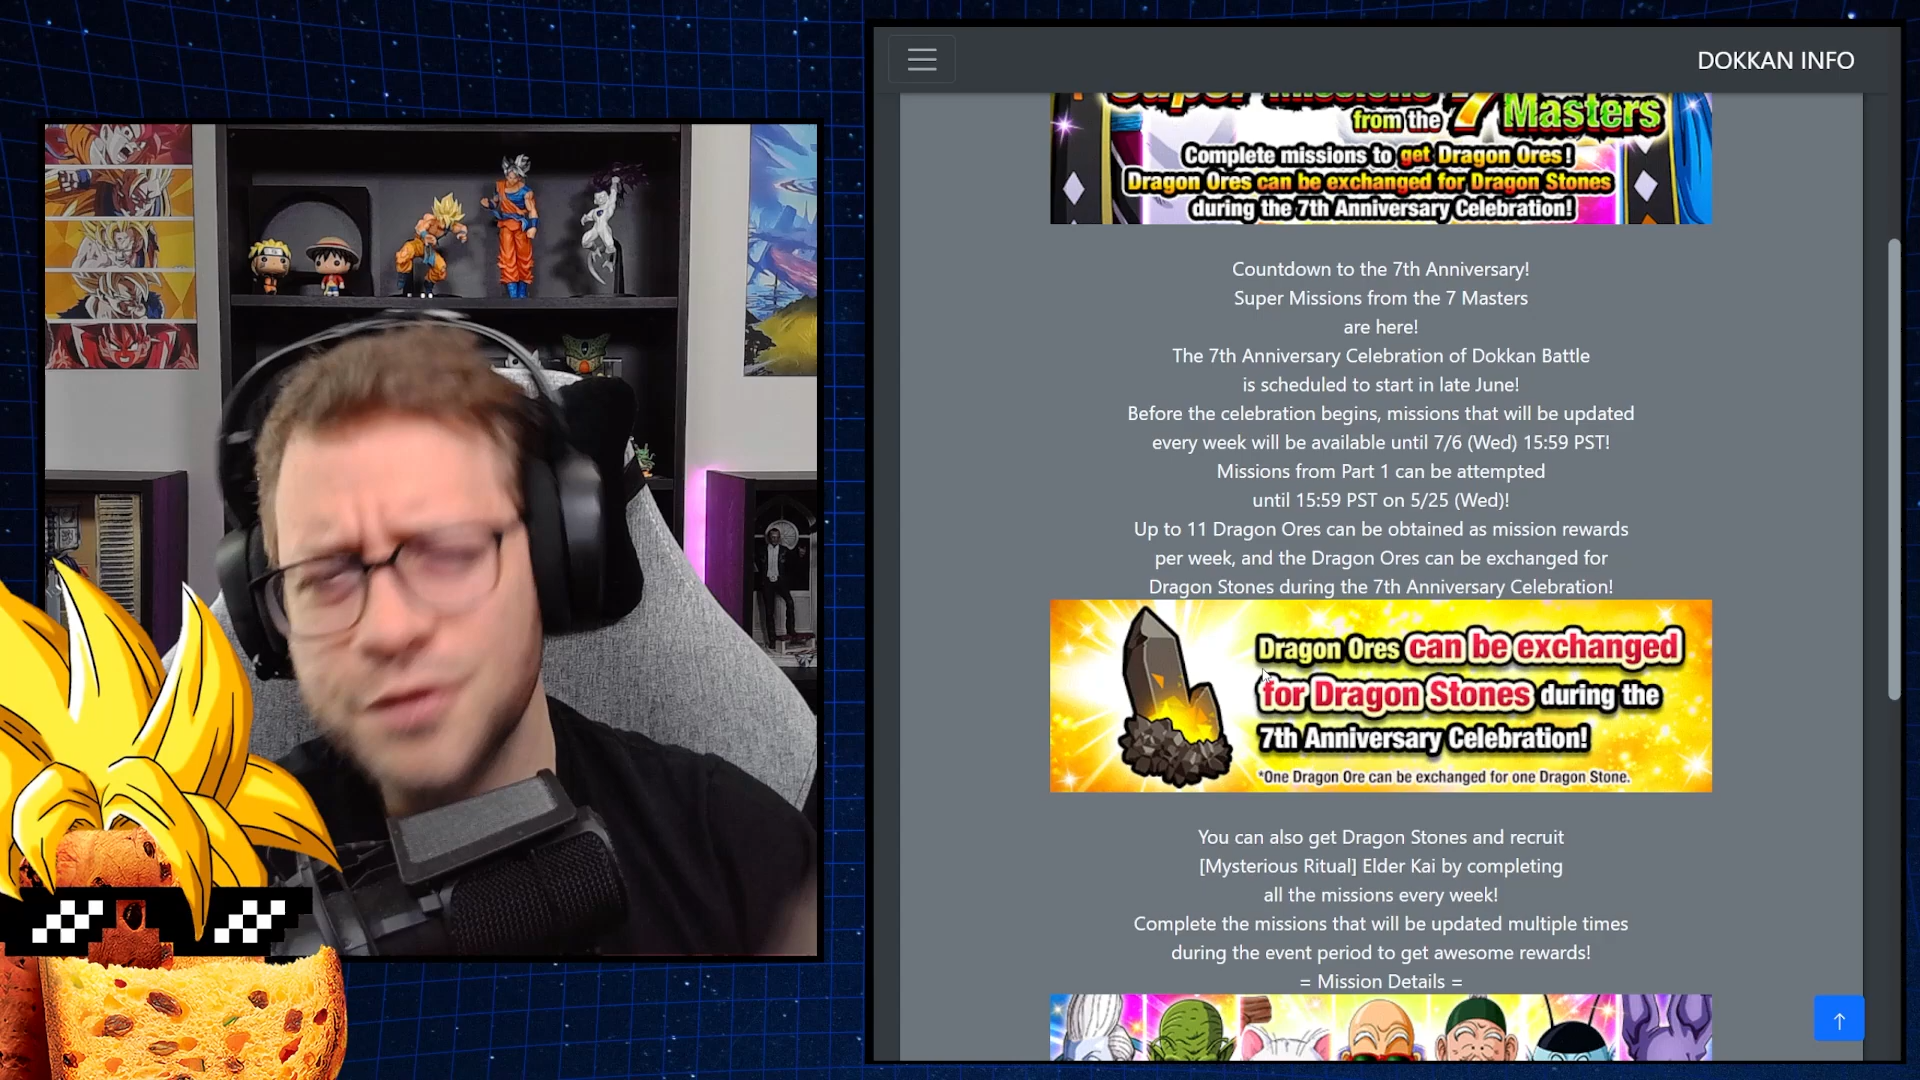 DOKKAN INFO
Super Missions
from the 7 Masters
Complete missions to get Dragon Ores!
Dragon Ores can be exchanged for Dragon Stones
during the 7th Anniversary Celebration!
Countdown to the 7th Anniversary!
Super Missions from the 7 Masters
are here!
The 7th Anniversary Celebration of Dokkan Battle
is scheduled to start in late June!
Before the celebration begins, missions that will be updated
every week will be available until 7/6 (Wed) 15:59 PST!
Missions from Part 1 can be attempted
until 15:59 PST on 5/25 (Wed)!
Up to 11 Dragon Ores can be obtained as mission rewards
per week, and the Dragon Ores can be exchanged for
Dragon Stones during the 7th Anniversary Celebration!
Dragon Ores can be exchanged
for Dragon Stones during the
7th Anniversary Celebration!
*One Dragon Ore can be exchanged for one Dragon Stone.
You can also get Dragon Stones and recruit
[Mysterious Ritual] Elder Kai by completing
all the missions every week!
Complete the missions that will be updated multiple times
during the event period to get awesome rewards!
= Mission Details =